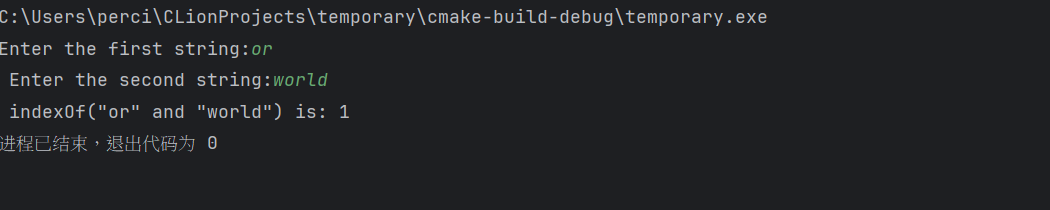 C:\Users\perci\CLionProjects\temporary\cmake-build-debug\temporary.exe
Enter the first string:or
 Enter the second string:world
 indexOf("or" and "world") is: 1
进程已结束，退出代码为 0